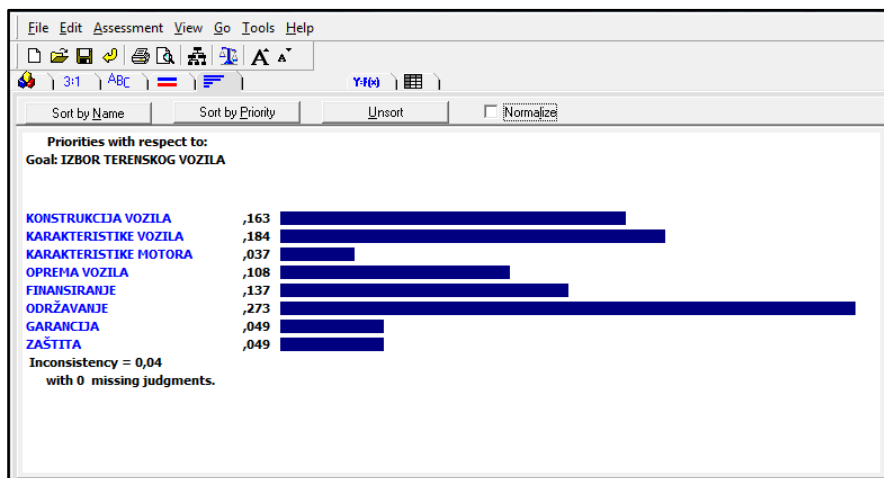 File Edit Assessment View Go Tools Help
A A
3:1 ABC Y=F(x)
Sort by Name Sort by Priority Unsort Normalize
Priorities with respect to:
Goal: IZBOR TERENSKOG VOZILA
KONSTRUKCIJA VOZILA ,163
KARAKTERISTIKE VOZILA ,184
KARAKTERISTIKE MOTORA ,037
OPREMA VOZILA ,108
FINANSIRANJE ,137
ODRŽAVANJE ,273
GARANCIJA ,049
ZAŠTITA ,049
Inconsistency = 0,04
with 0 missing judgments.